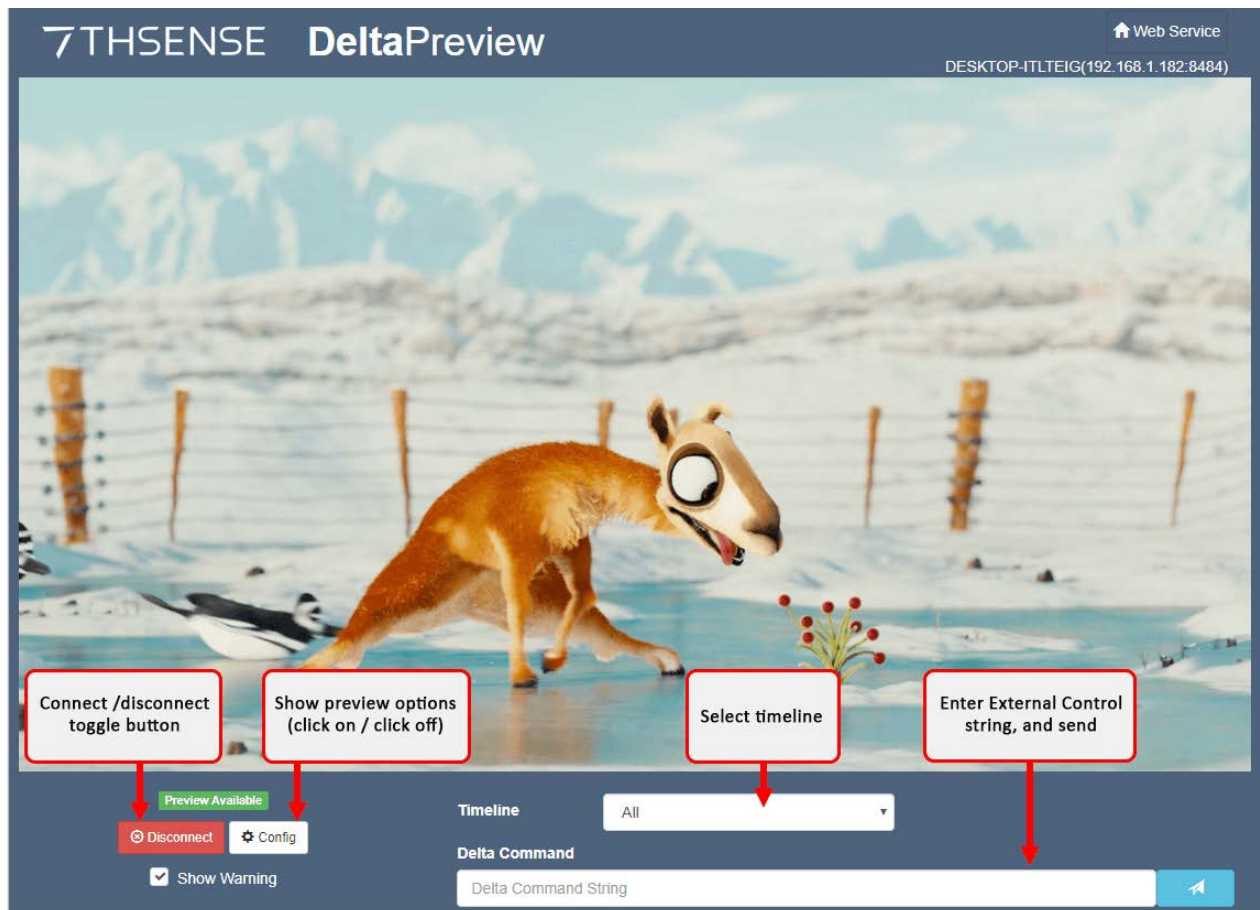 7THSENSE DeltaPreview
Web Service
DESKTOP-ITLTEIG(192.168.1.182:8484)
Connect /disconnect
toggle button
Show preview options
(click on / click off)
Select timeline
Enter External Control
string, and send
Preview Available
Disconnect
Config
Show Warning
Timeline
All
Delta Command
Delta Command String